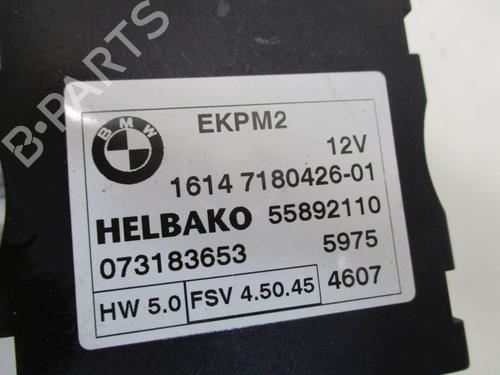 B-PARTS
BMW
EKPM2
12V
1614 7180426-01
HELBAKO 55892110
073183653 5975
HW 5.0 FSV 4.50.45 4607